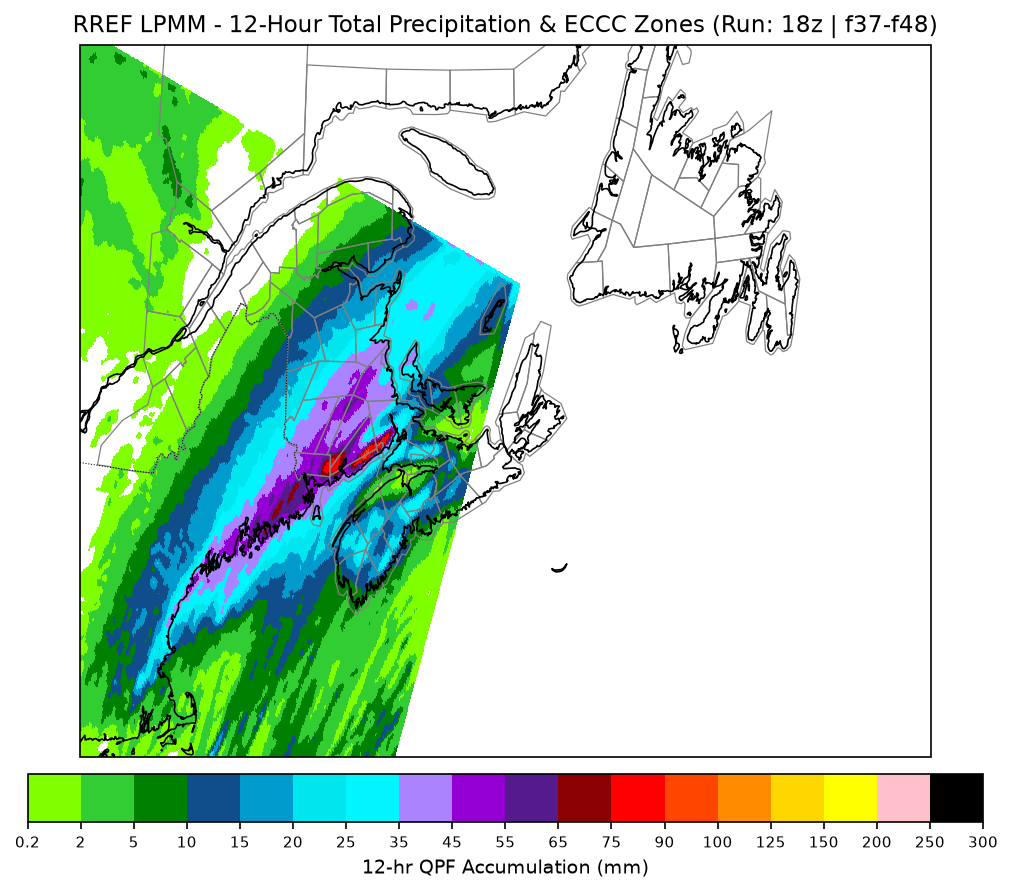 RREF LPMM - 12-Hour Total Precipitation & ECCC Zones (Run: 18z | f37-f48)
0.2 2 5 10 15 20 25 35 45 55 65 75 90 100 125 150 200 250 300
12-hr QPF Accumulation (mm)